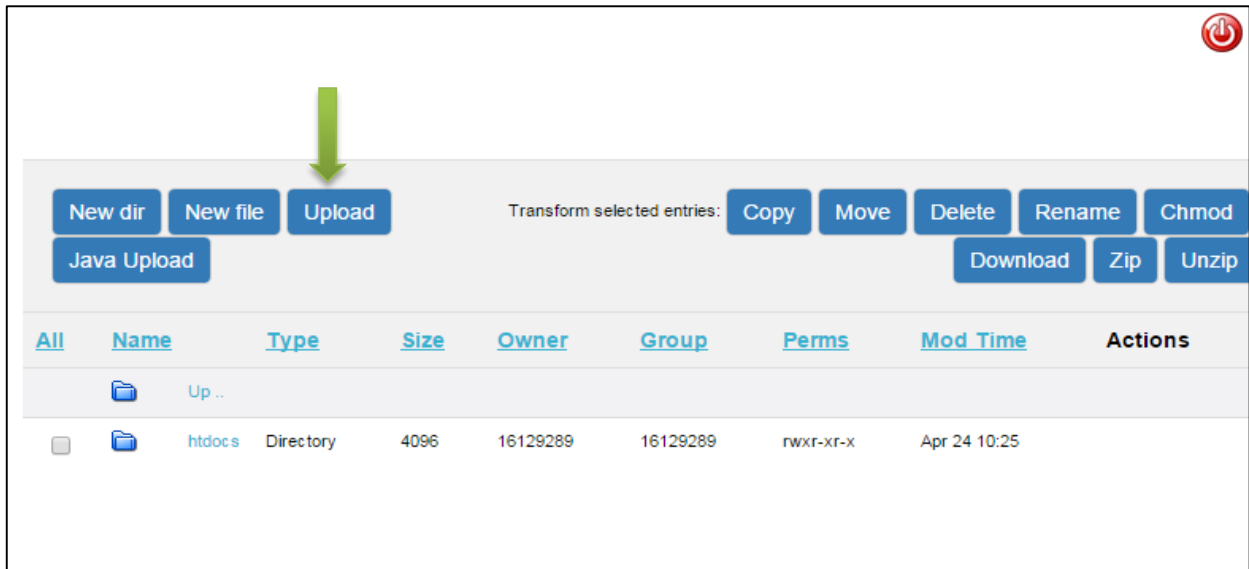 New dir New file Upload Transform selected entries: Copy Move Delete Rename Chmod
Java Upload Download Zip Unzip
All Name Type Size Owner Group Perms Mod Time Actions
Up ..
htdocs Directory 4096 16129289 16129289 rwxr-xr-x Apr 24 10:25